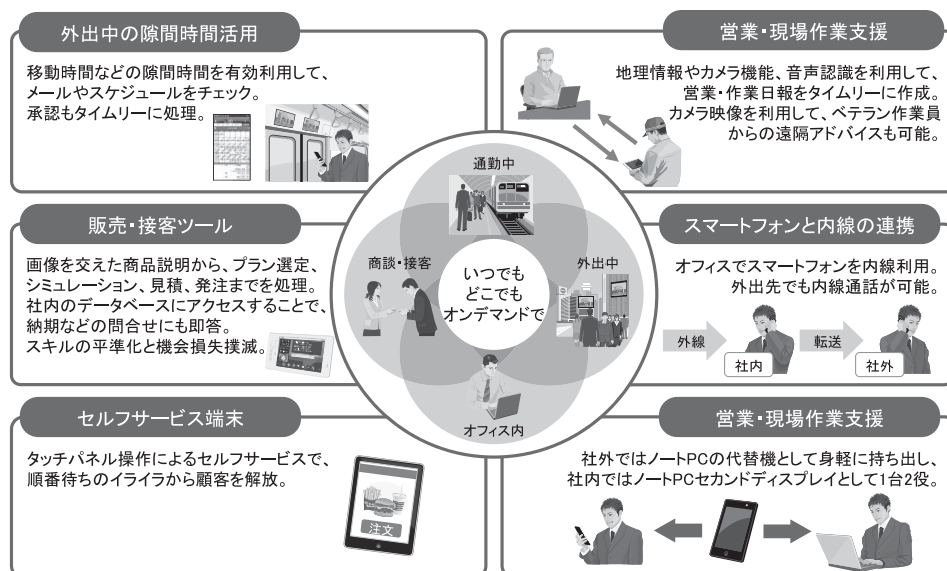 外出中の隙間時間活用
移動時間などの隙間時間を有効利用して、
メールやスケジュールをチェック。
承認もタイムリーに処理。
営業・現場作業支援
地理情報やカメラ機能、音声認識を利用して、
営業・作業日報をタイムリーに作成。
カメラ映像を利用して、ベテラン作業員
からの遠隔アドバイスも可能。
販売・接客ツール
画像を交えた商品説明から、プラン選定、
シミュレーション、見積、発注までを処理。
社内のデータベースにアクセスすることで、
納期などの問合せにも即答。
スキルの平準化と機会損失撲滅。
通勤中
商談・接客
いつでも
どこでも
オンデマンドで
外出中
オフィス内
スマートフォンと内線の連携
オフィスでスマートフォンを内線利用。
外出先でも内線通話が可能。
外線
社内
転送
社外
セルフサービス端末
タッチパネル操作によるセルフサービスで、
順番待ちのイライラから顧客を解放。
注文
営業・現場作業支援
社外ではノートPCの代替機として身軽に持ち出し、
社内ではノートPCセカンドディスプレイとして1台2役。